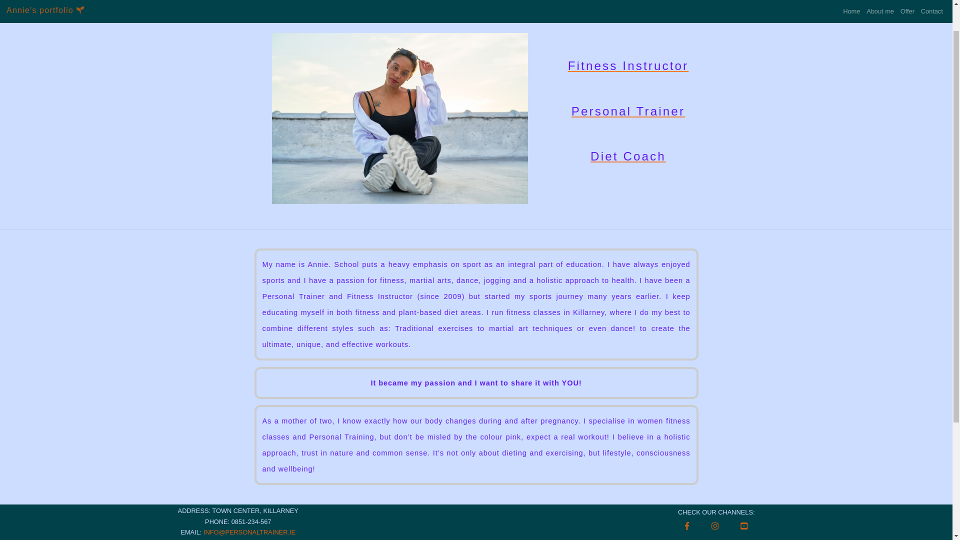 Annie's portfolio
Home About me Offer Contact
Fitness Instructor
Personal Trainer
Diet Coach
My name is Annie. School puts a heavy emphasis on sport as an integral part of education. I have always enjoyed
sports and I have a passion for fitness, martial arts, dance, jogging and a holistic approach to health. I have been a
Personal Trainer and Fitness Instructor (since 2009) but started my sports journey many years earlier. I keep
educating myself in both fitness and plant-based diet areas. I run fitness classes in Killarney, where I do my best to
combine different styles such as: Traditional exercises to martial art techniques or even dance! to create the
ultimate, unique, and effective workouts.
It became my passion and I want to share it with YOU!
As a mother of two, I know exactly how our body changes during and after pregnancy. I specialise in women fitness
classes and Personal Training, but don't be misled by the colour pink, expect a real workout! I believe in a holistic
approach, trust in nature and common sense. It's not only about dieting and exercising, but lifestyle, consciousness
and wellbeing!
ADDRESS: TOWN CENTER, KILLARNEY
PHONE: 0851-234-567
EMAIL: INFO@PERSONALTRAINER.IE
CHECK OUR CHANNELS: